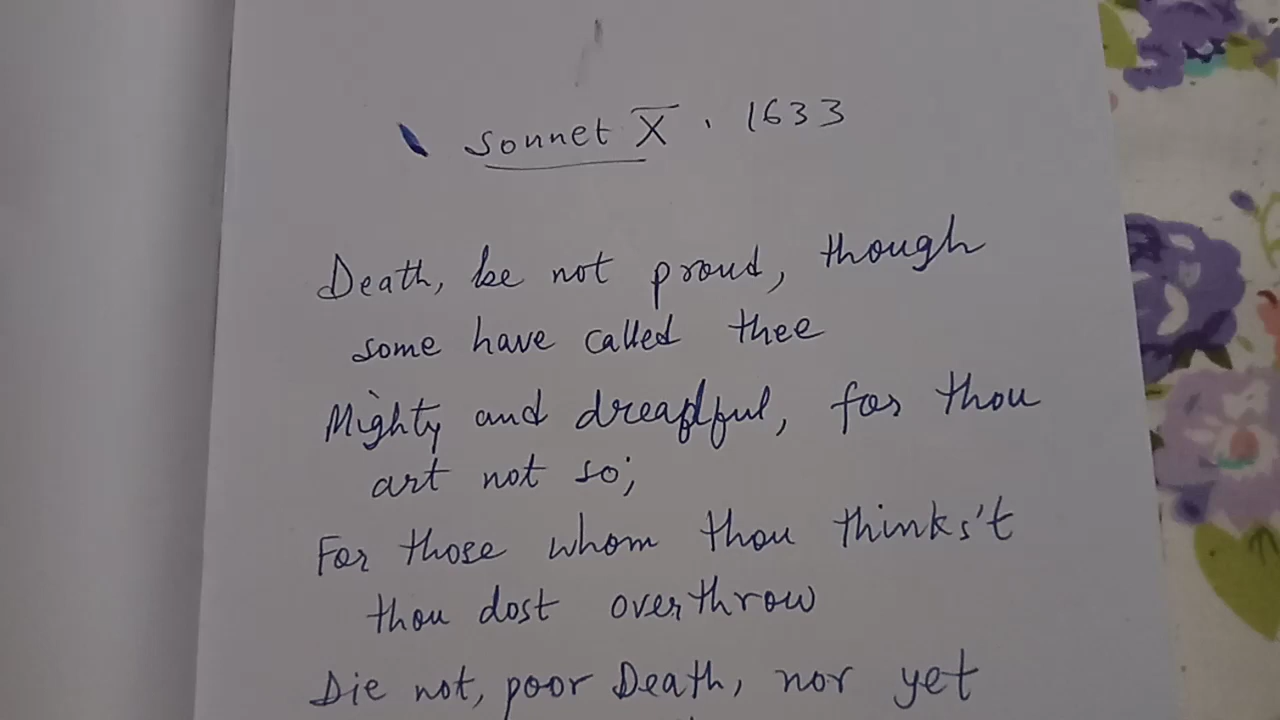 Sonnet X . 1633
Death, be not proud, though
some have called thee
Mighty and dreadful, for thou
art not so;
For those whom thou thinks't
thou dost overthrow
Die not, poor Death, nor yet